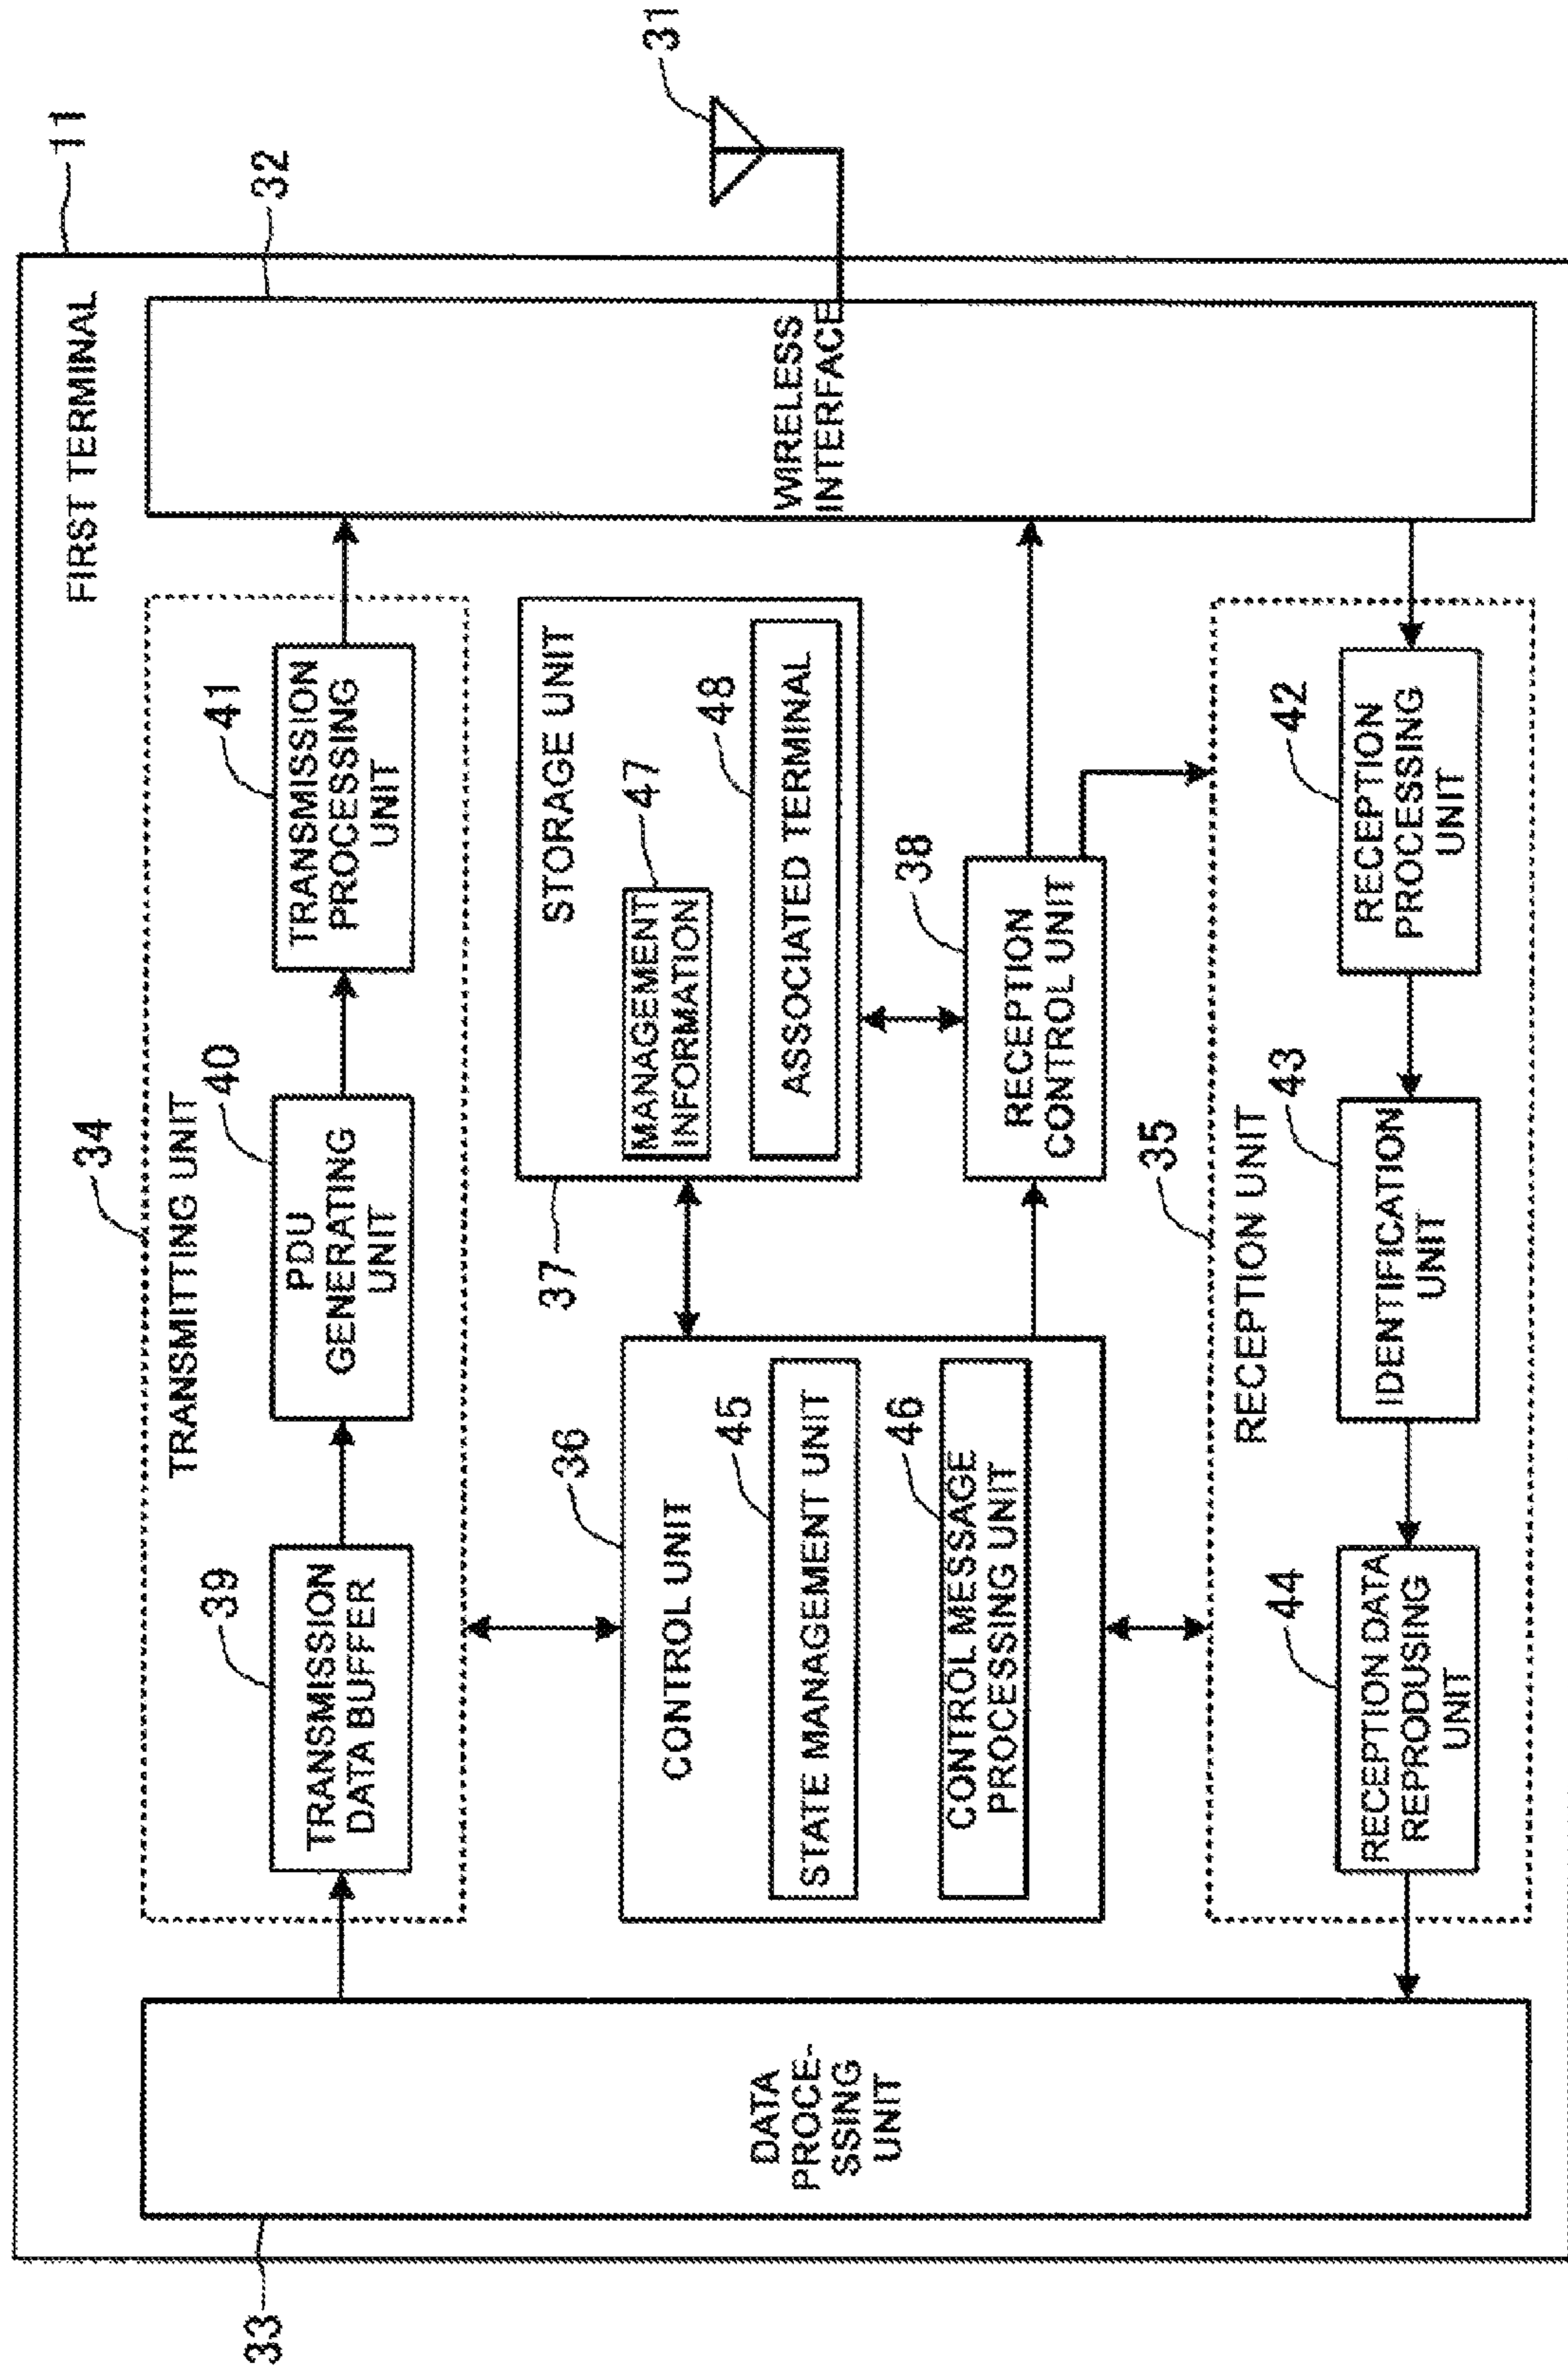 11
FIRST TERMINAL
33
DATA
PROCE-
SSING
UNIT
34
TRANSMITTING UNIT
39
TRANSMISSION
DATA BUFFER
40
PDU
GENERATING
UNIT
41
TRANSMISSION
PROCESSING
UNIT
32
WIRELESS
INTERFACE
31
36
CONTROL UNIT
45
STATE MANAGEMENT UNIT
46
CONTROL MESSAGE
PROCESSING UNIT
37
STORAGE UNIT
47
MANAGEMENT
INFORMATION
48
ASSOCIATED TERMINAL
38
RECEPTION
CONTROL UNIT
35
RECEPTION UNIT
44
RECEPTION DATA
REPRODUSING
UNIT
43
IDENTIFICATION
UNIT
42
RECEPTION
PROCESSING
UNIT